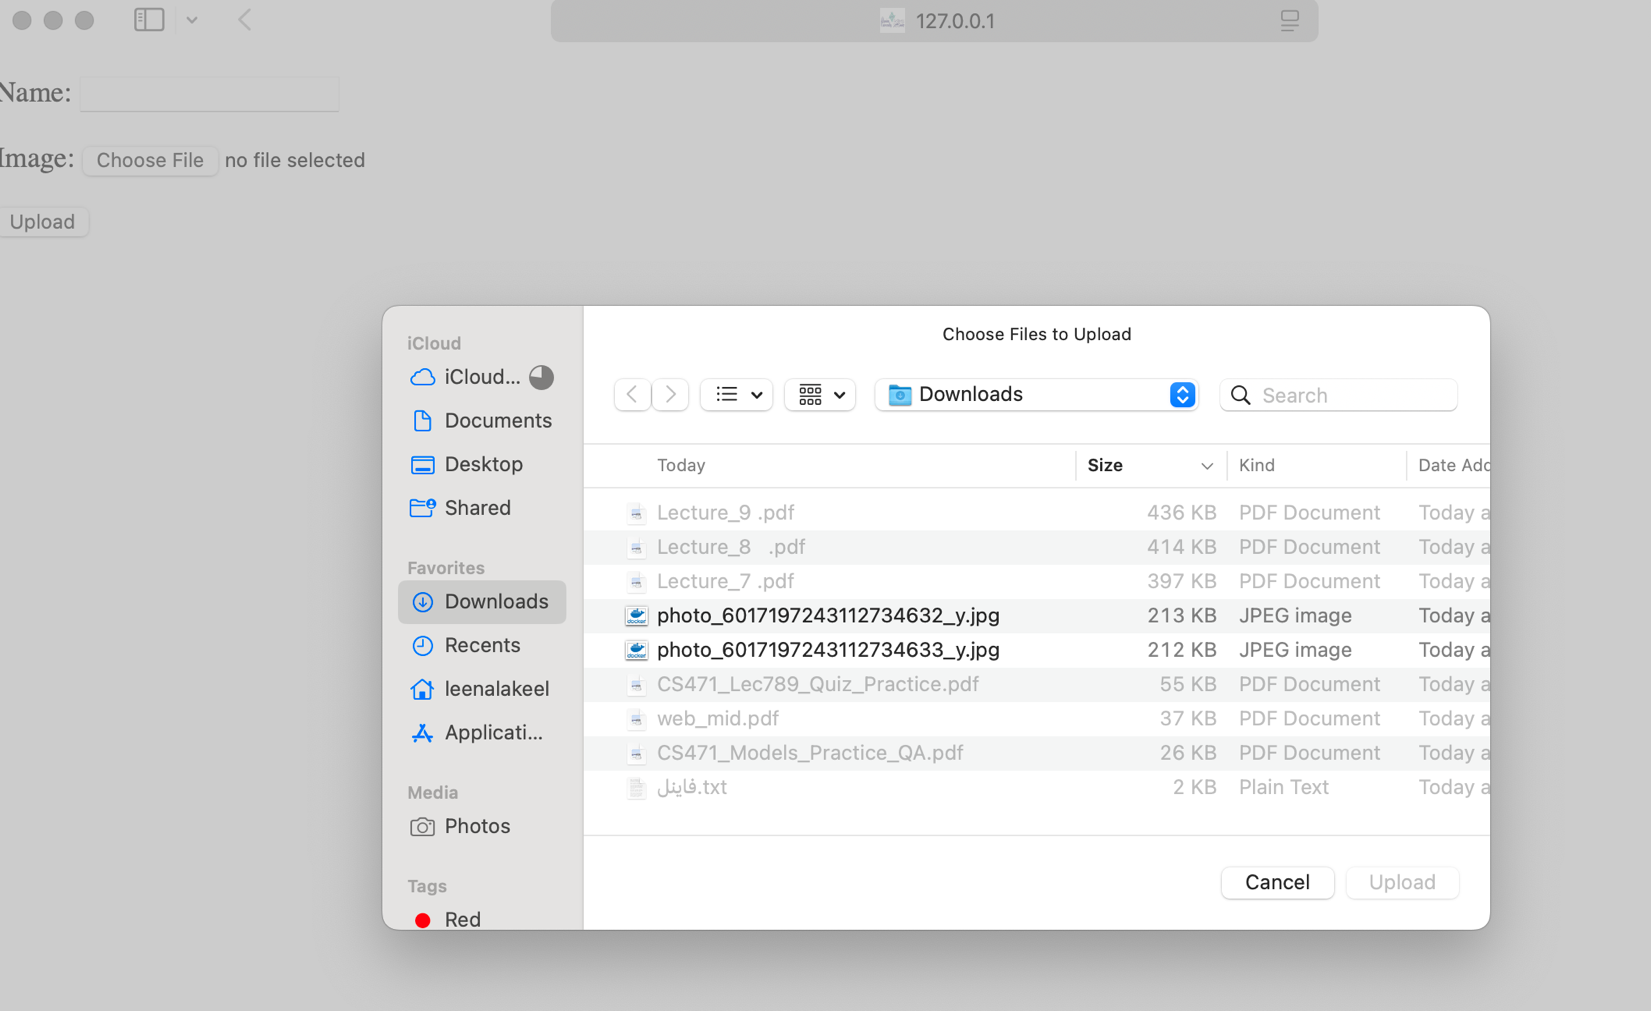 127.0.0.1
Name:
Image: Choose File no file selected
Upload
Choose Files to Upload
iCloud
iCloud...
Documents
Desktop
Shared
Favorites
Downloads
Recents
leenalakeel
Applicati...
Media
Photos
Tags
Red
Downloads
Search
Today Size Kind Date Add
Lecture_9 .pdf 436 KB PDF Document Today a
Lecture_8 .pdf 414 KB PDF Document Today a
Lecture_7 .pdf 397 KB PDF Document Today a
photo_6017197243112734632_y.jpg 213 KB JPEG image Today a
photo_6017197243112734633_y.jpg 212 KB JPEG image Today a
CS471_Lec789_Quiz_Practice.pdf 55 KB PDF Document Today a
web_mid.pdf 37 KB PDF Document Today a
CS471_Models_Practice_QA.pdf 26 KB PDF Document Today a
فاينل.txt 2 KB Plain Text Today a
Cancel Upload